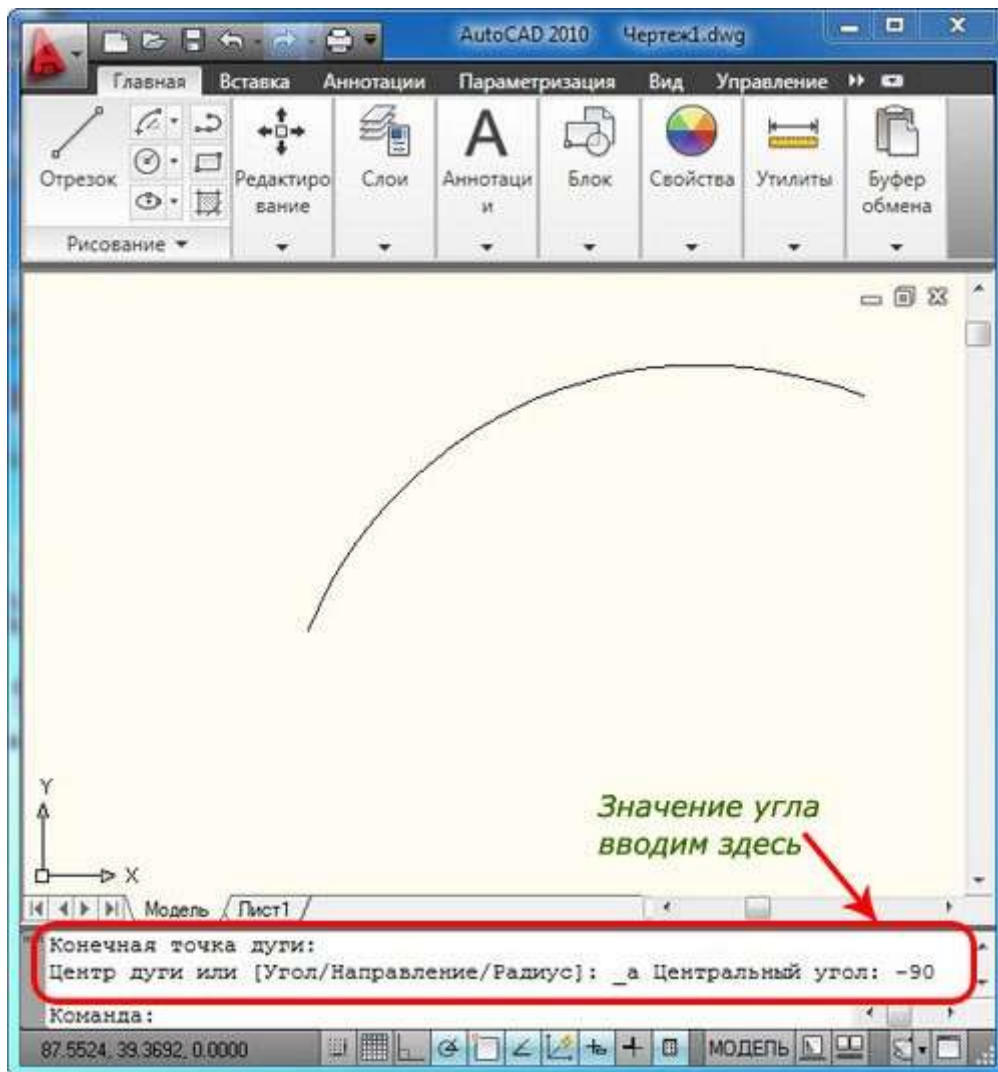 AutoCAD 2010 Чертеж1.dwg
Главная Вставка Аннотации Параметризация Вид Управление
Отрезок
Редактиро
вание
Слои
Аннотаци
и
Блок
Свойства
Утилиты
Буфер
обмена
Рисование
Y
X
Значение угла
вводим здесь
Модель Лист1
Конечная точка дуги:
Центр дуги или [Угол/Направление/Радиус]: _a Центральный угол: -90
Команда:
87.5524, 39.3692, 0.0000 МОДЕЛЬ